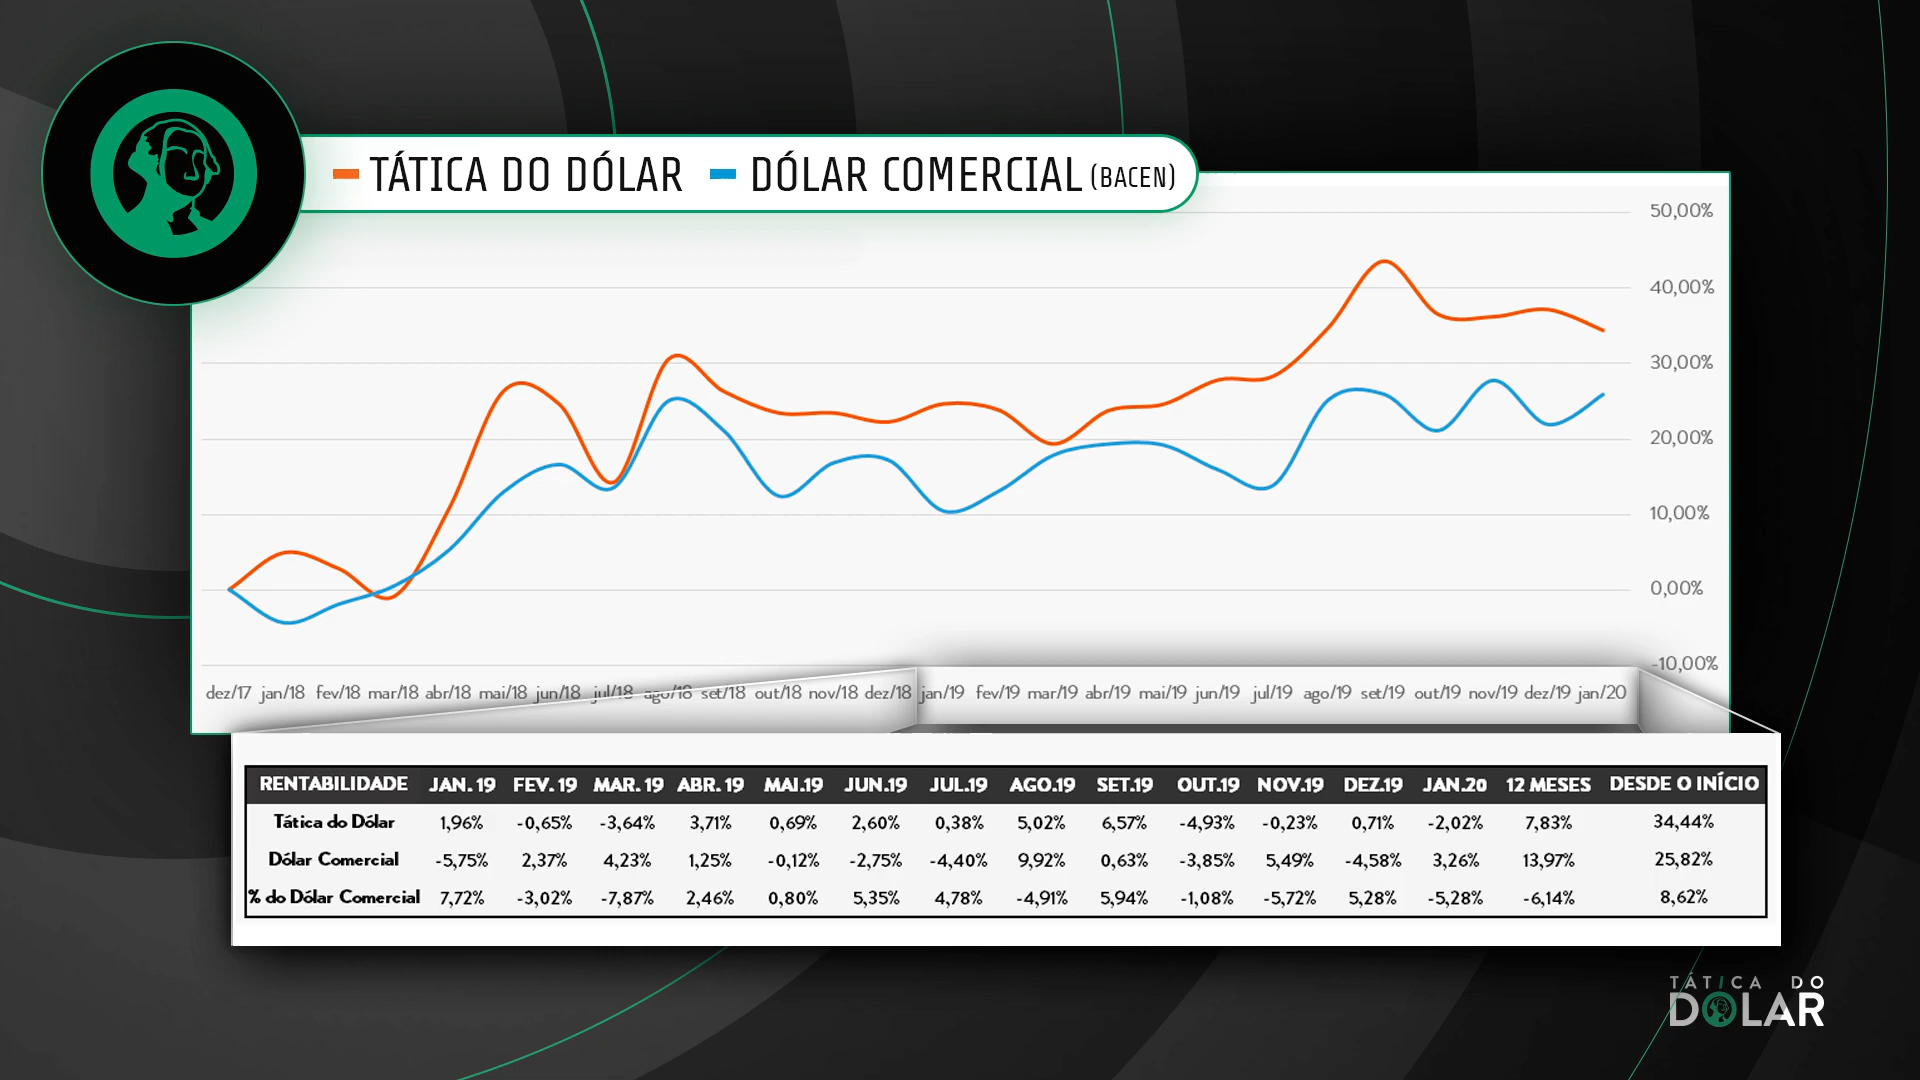 TÁTICA DO DÓLAR DÓLAR COMERCIAL (BACEN)
50,00%
40,00%
30,00%
20,00%
10,00%
0,00%
-10,00%
dez/17 jan/18 fev/18 mar/18 abr/18 mai/18 jun/18 jul/18 ago/18 set/18 out/18 nov/18 dez/18 jan/19 fev/19 mar/19 abr/19 mai/19 jun/19 jul/19 ago/19 set/19 out/19 nov/19 dez/19 jan/20
RENTABILIDADE JAN. 19 FEV. 19 MAR. 19 ABR. 19 MAI.19 JUN.19 JUL.19 AGO.19 SET.19 OUT.19 NOV.19 DEZ.19 JAN.20 12 MESES DESDE O INÍCIO
Tática do Dólar 1,96% -0,65% -3,64% 3,71% 0,69% 2,60% 0,38% 5,02% 6,57% -4,93% -0,23% 0,71% -2,02% 7,83% 34,44%
Dólar Comercial -5,75% 2,37% 4,23% 1,25% -0,12% -2,75% -4,40% 9,92% 0,63% -3,85% 5,49% -4,58% 3,26% 13,97% 25,82%
% do Dólar Comercial 7,72% -3,02% -7,87% 2,46% 0,80% 5,35% 4,78% -4,91% 5,94% -1,08% -5,72% 5,28% -5,28% -6,14% 8,62%
TÁTICA DO
DOLAR